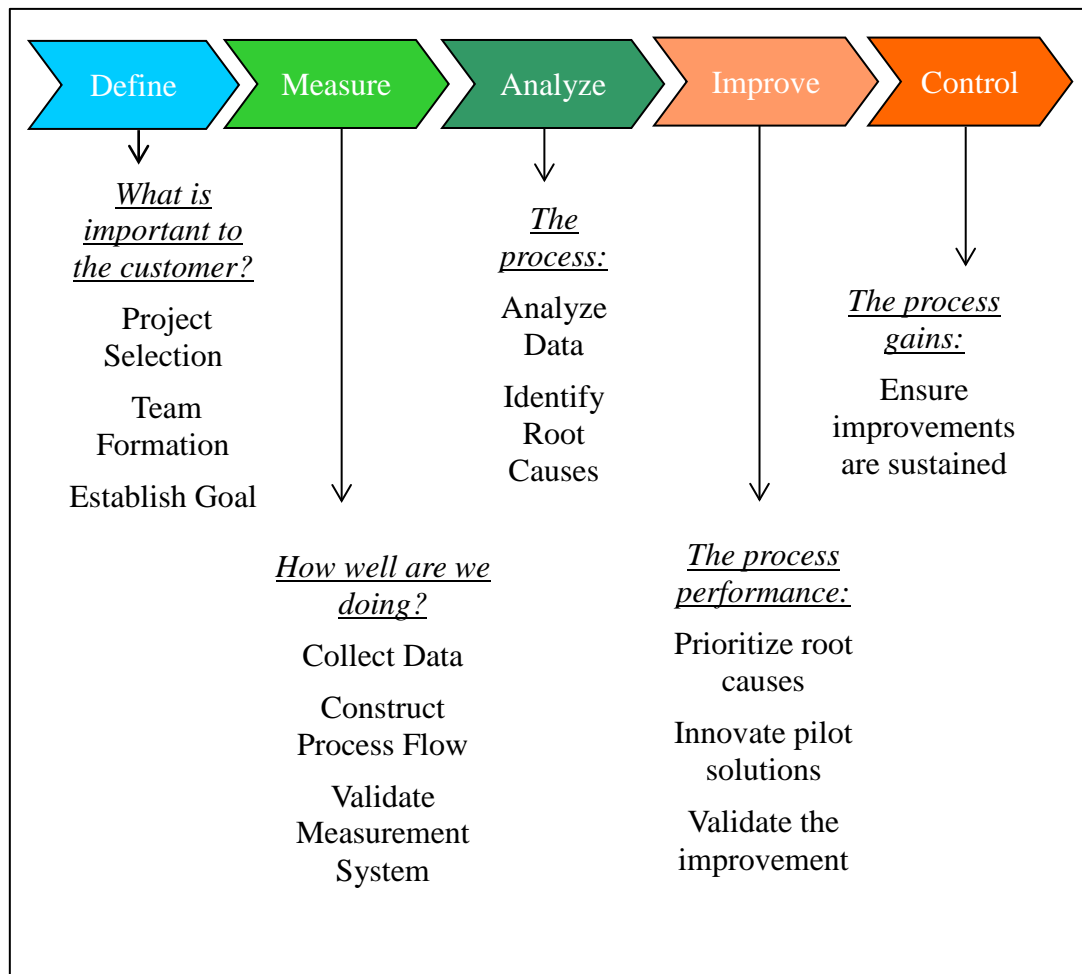 Define
Measure
Analyze
Improve
Control
What is
important to
the customer?
Project
Selection
Team
Formation
Establish Goal
How well are we
doing?
Collect Data
Construct
Process Flow
Validate
Measurement
System
The
process:
Analyze
Data
Identify
Root
Causes
The process
performance:
Prioritize root
causes
Innovate pilot
solutions
Validate the
improvement
The process
gains:
Ensure
improvements
are sustained